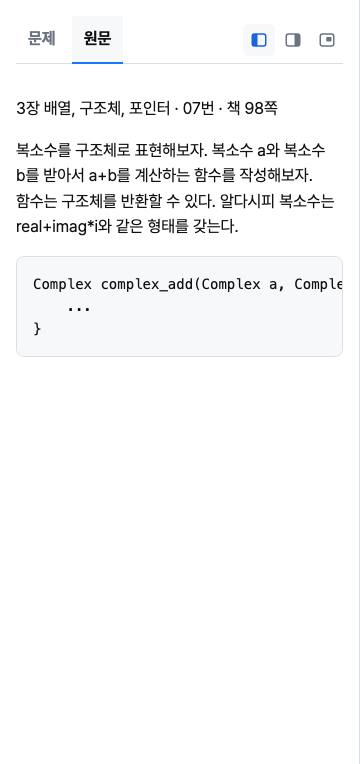 문제 원문
3장 배열, 구조체, 포인터 · 07번 · 책 98쪽
복소수를 구조체로 표현해보자. 복소수 a와 복소수
b를 받아서 a+b를 계산하는 함수를 작성해보자.
함수는 구조체를 반환할 수 있다. 알다시피 복소수는
real+imag*i와 같은 형태를 갖는다.
Complex complex_add(Complex a, Comple
...
}